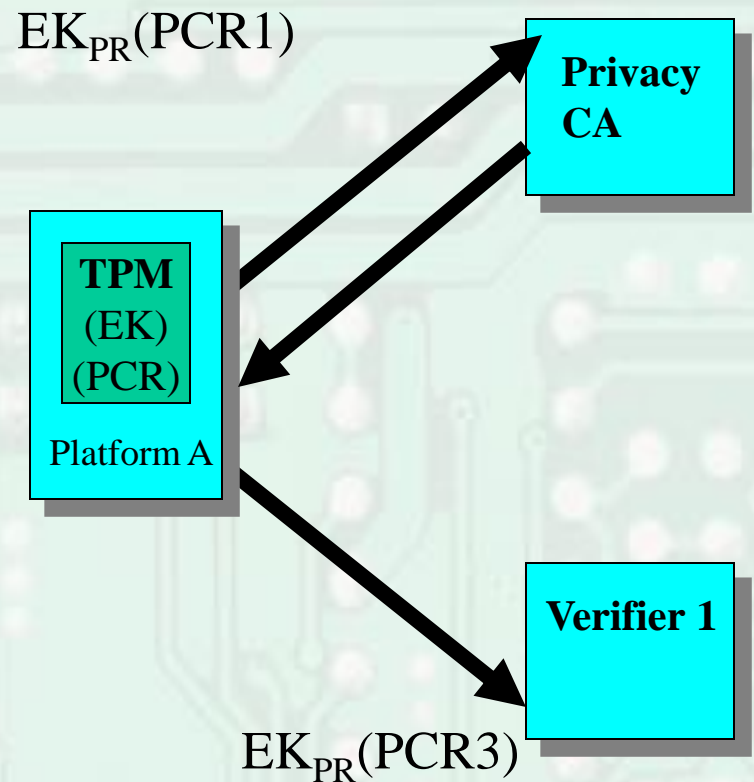 EKPR(PCR1)
Privacy
CA
TPM
(EK)
(PCR)
Platform A
Verifier 1
EKPR(PCR3)